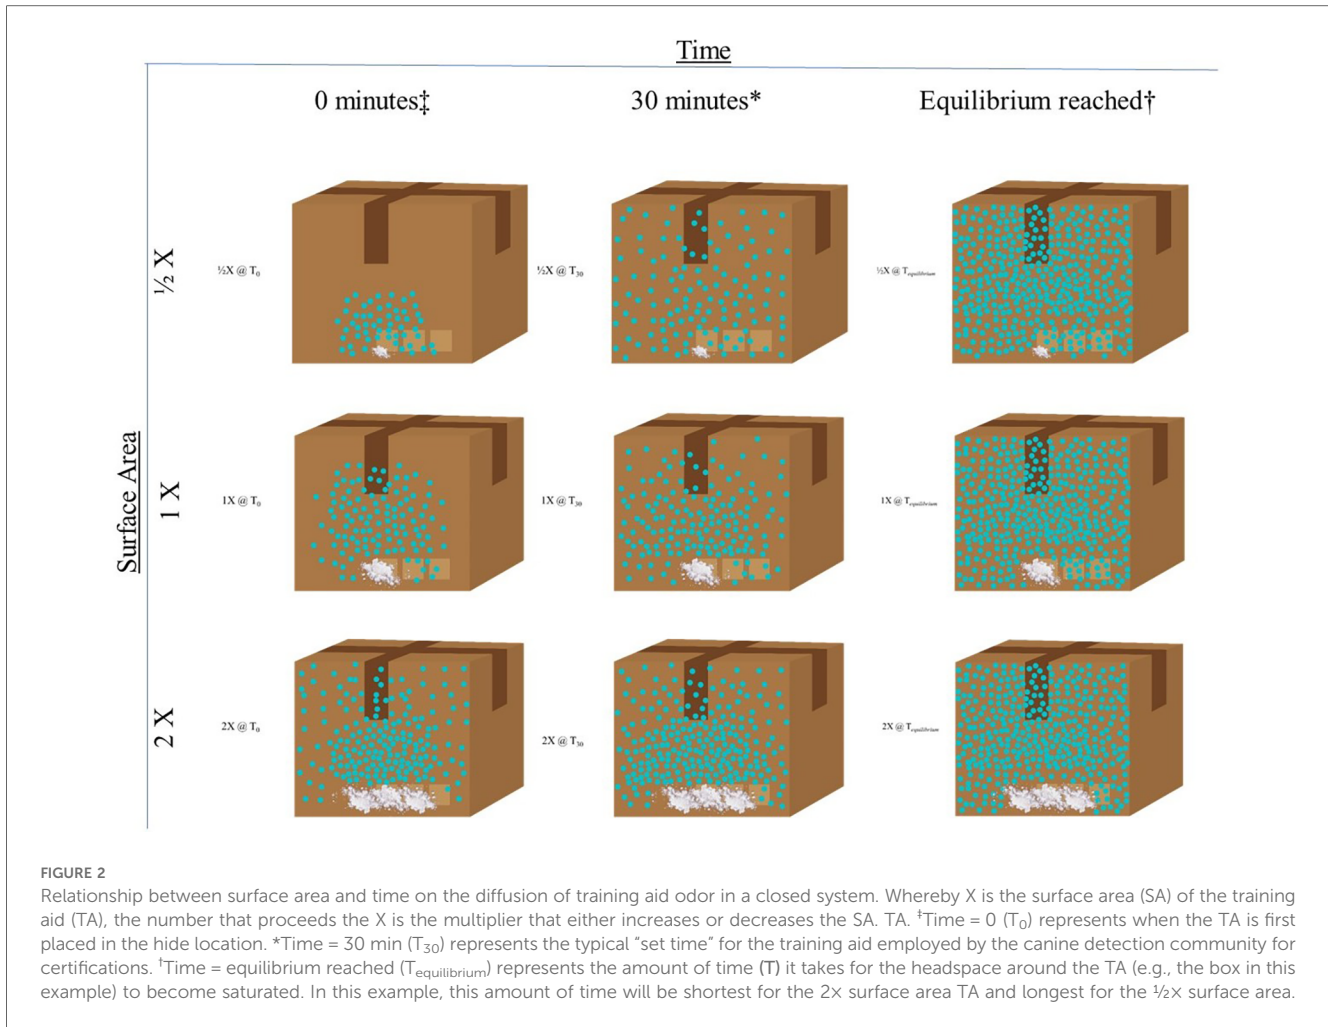 Time
0 minutes‡
30 minutes*
Equilibrium reached†
Surface Area
½ X
½X @ T0
½X @ T30
½X @ Tequilibrium
1 X
1X @ T0
1X @ T30
1X @ Tequilibrium
2 X
2X @ T0
2X @ T30
2X @ Tequilibrium
FIGURE 2
Relationship between surface area and time on the diffusion of training aid odor in a closed system. Whereby X is the surface area (SA) of the training
aid (TA), the number that proceeds the X is the multiplier that either increases or decreases the SA. TA. ‡Time = 0 (T0) represents when the TA is first
placed in the hide location. *Time = 30 min (T30) represents the typical “set time” for the training aid employed by the canine detection community for
certifications. †Time = equilibrium reached (Tequilibrium) represents the amount of time (T) it takes for the headspace around the TA (e.g., the box in this
example) to become saturated. In this example, this amount of time will be shortest for the 2× surface area TA and longest for the ½× surface area.